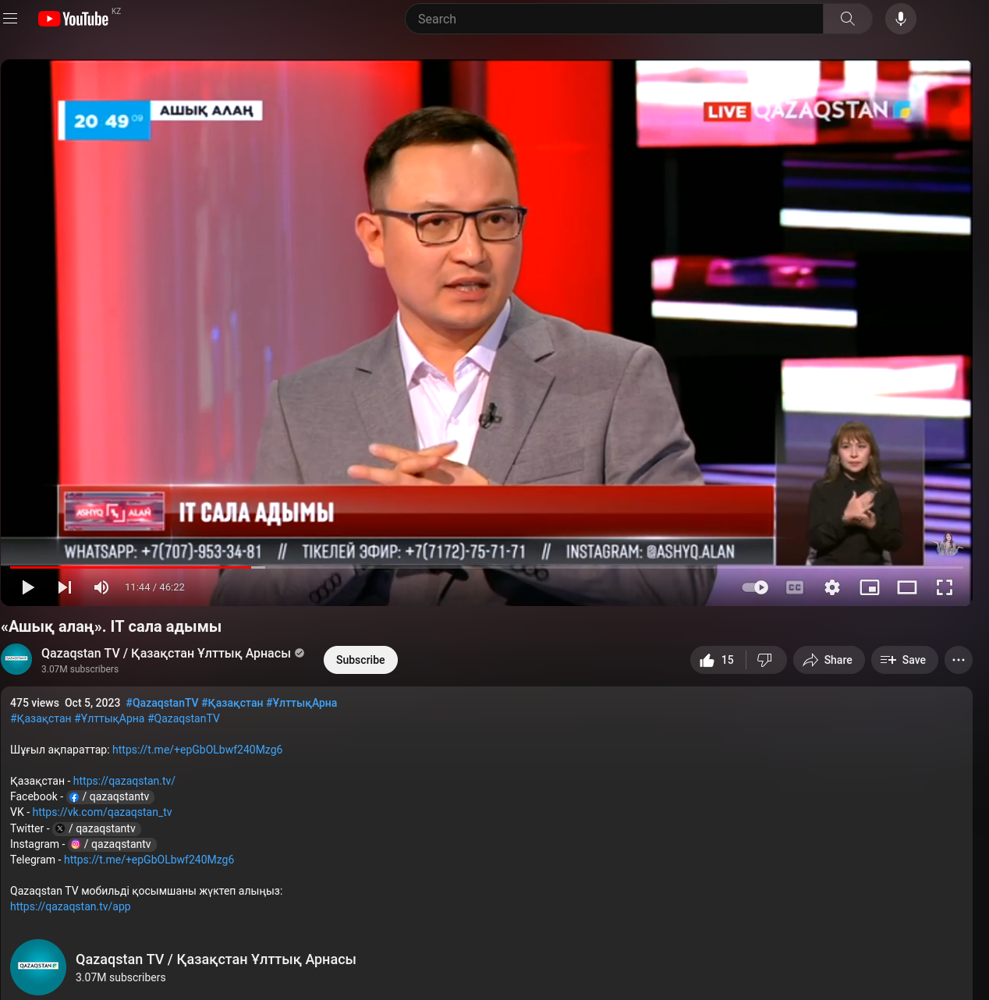 YouTube KZ
Search
20 49 09
АШЫҚ АЛАҢ
LIVE QAZAQSTAN
ASHYQ ALAŃ
IT САЛА АДЫМЫ
WHATSAPP: +7(707)-953-34-81 // ТІКЕЛЕЙ ЭФИР: +7(7172)-75-71-71 // INSTAGRAM: @ASHYQ.ALAN
11:44 / 46:22
CC
«Ашық алаң». IT сала адымы
QAZAQSTAN
Qazaqstan TV / Қазақстан Ұлттық Арнасы
3.07M subscribers
Subscribe
15
Share
Save
475 views Oct 5, 2023 #QazaqstanTV #Қазақстан #ҰлттықАрна
#Қазақстан #ҰлттықАрна #QazaqstanTV
Шұғыл ақпараттар: https://t.me/+epGbOLbwf240Mzg6
Қазақстан - https://qazaqstan.tv/
Facebook - / qazaqstantv
VK - https://vk.com/qazaqstan_tv
Twitter - / qazaqstantv
Instagram - / qazaqstantv
Telegram - https://t.me/+epGbOLbwf240Mzg6
Qazaqstan TV мобильді қосымшаны жүктеп алыңыз:
https://qazaqstan.tv/app
QAZAQSTAN
Qazaqstan TV / Қазақстан Ұлттық Арнасы
3.07M subscribers